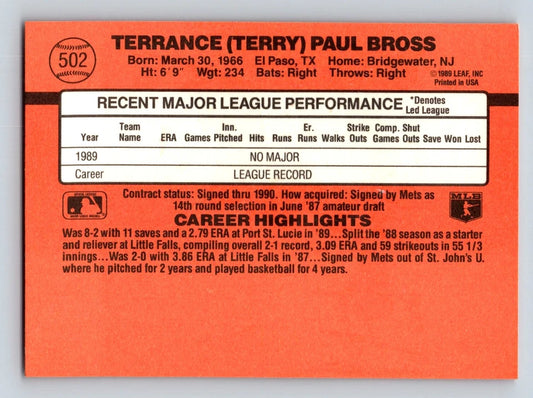 502
TERRANCE (TERRY) PAUL BROSS
Born: March 30, 1966 El Paso, TX Home: Bridgewater, NJ
Ht: 6'9" Wgt: 234 Bats: Right Throws: Right
©1989 LEAF, INC
Printed in USA
RECENT MAJOR LEAGUE PERFORMANCE *Denotes Led League
Year Team Name ERA Games Inn. Pitched Hits Runs Er. Runs Walks Strike Outs Comp. Games Shut Outs Save Won Lost
1989 NO MAJOR
Career LEAGUE RECORD
Contract status: Signed thru 1990. How acquired: Signed by Mets as
14th round selection in June '87 amateur draft
MLB
CAREER HIGHLIGHTS
Was 8-2 with 11 saves and a 2.79 ERA at Port St. Lucie in '89...Split the '88 season as a starter
and reliever at Little Falls, compiling overall 2-1 record, 3.09 ERA and 59 strikeouts in 55 1/3
innings...Was 2-0 with 3.86 ERA at Little Falls in '87...Signed by Mets out of St. John's U.
where he pitched for 2 years and played basketball for 4 years.